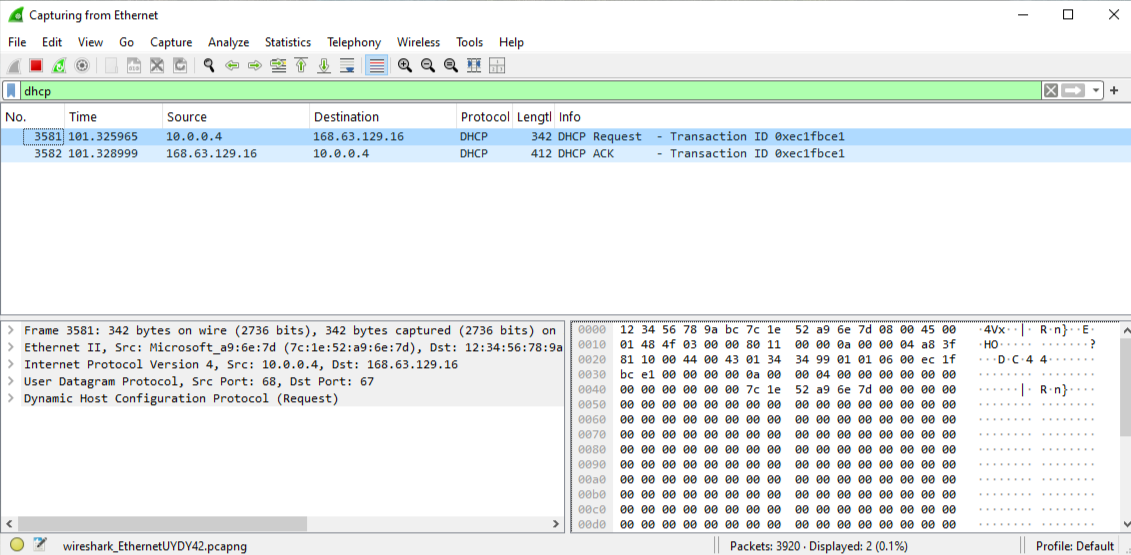 Capturing from Ethernet
File Edit View Go Capture Analyze Statistics Telephony Wireless Tools Help
dhcp
No. Time Source Destination Protocol Lengtl Info
3581 101.325965 10.0.0.4 168.63.129.16 DHCP 342 DHCP Request - Transaction ID 0xec1fbce1
3582 101.328999 168.63.129.16 10.0.0.4 DHCP 412 DHCP ACK - Transaction ID 0xec1fbce1
Frame 3581: 342 bytes on wire (2736 bits), 342 bytes captured (2736 bits) on
Ethernet II, Src: Microsoft_a9:6e:7d (7c:1e:52:a9:6e:7d), Dst: 12:34:56:78:9a
Internet Protocol Version 4, Src: 10.0.0.4, Dst: 168.63.129.16
User Datagram Protocol, Src Port: 68, Dst Port: 67
Dynamic Host Configuration Protocol (Request)
0000 12 34 56 78 9a bc 7c 1e 52 a9 6e 7d 08 00 45 00 ·4Vx··|· R·n}··E·
0010 01 48 4f 03 00 00 80 11 00 00 0a 00 00 04 a8 3f ·HO····· ·······?
0020 81 10 00 44 00 43 01 34 34 99 01 01 06 00 ec 1f ···D·C·4 4·······
0030 bc e1 00 00 00 00 0a 00 00 04 00 00 00 00 00 00 ········ ········
0040 00 00 00 00 00 00 7c 1e 52 a9 6e 7d 00 00 00 00 ······|· R·n}····
0050 00 00 00 00 00 00 00 00 00 00 00 00 00 00 00 00 ········ ········
0060 00 00 00 00 00 00 00 00 00 00 00 00 00 00 00 00 ········ ········
0070 00 00 00 00 00 00 00 00 00 00 00 00 00 00 00 00 ········ ········
0080 00 00 00 00 00 00 00 00 00 00 00 00 00 00 00 00 ········ ········
0090 00 00 00 00 00 00 00 00 00 00 00 00 00 00 00 00 ········ ········
00a0 00 00 00 00 00 00 00 00 00 00 00 00 00 00 00 00 ········ ········
00b0 00 00 00 00 00 00 00 00 00 00 00 00 00 00 00 00 ········ ········
00c0 00 00 00 00 00 00 00 00 00 00 00 00 00 00 00 00 ········ ········
00d0 00 00 00 00 00 00 00 00 00 00 00 00 00 00 00 00 ········ ········
wireshark_EthernetUYDY42.pcapng Packets: 3920 · Displayed: 2 (0.1%) Profile: Default